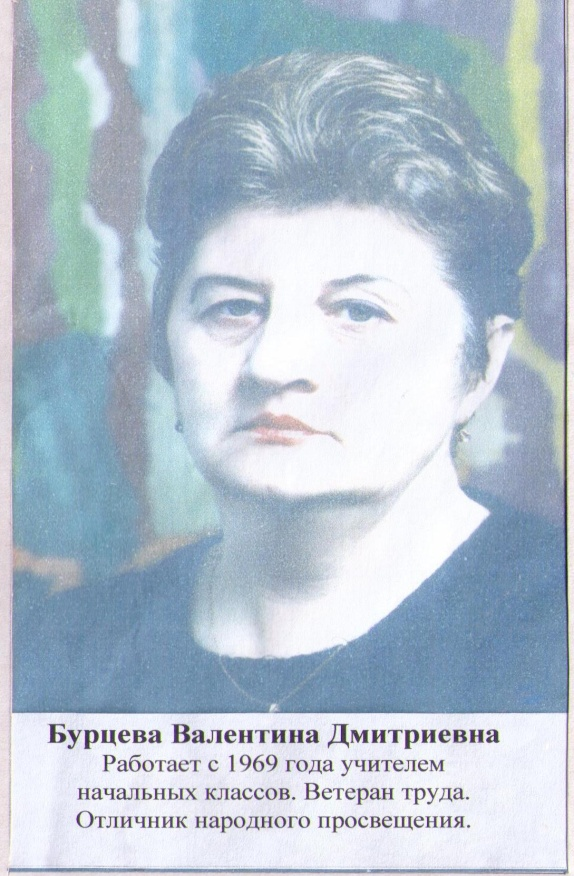 Бурцева Валентина Дмитриевна
Работает с 1969 года учителем
начальных классов. Ветеран труда.
Отличник народного просвещения.